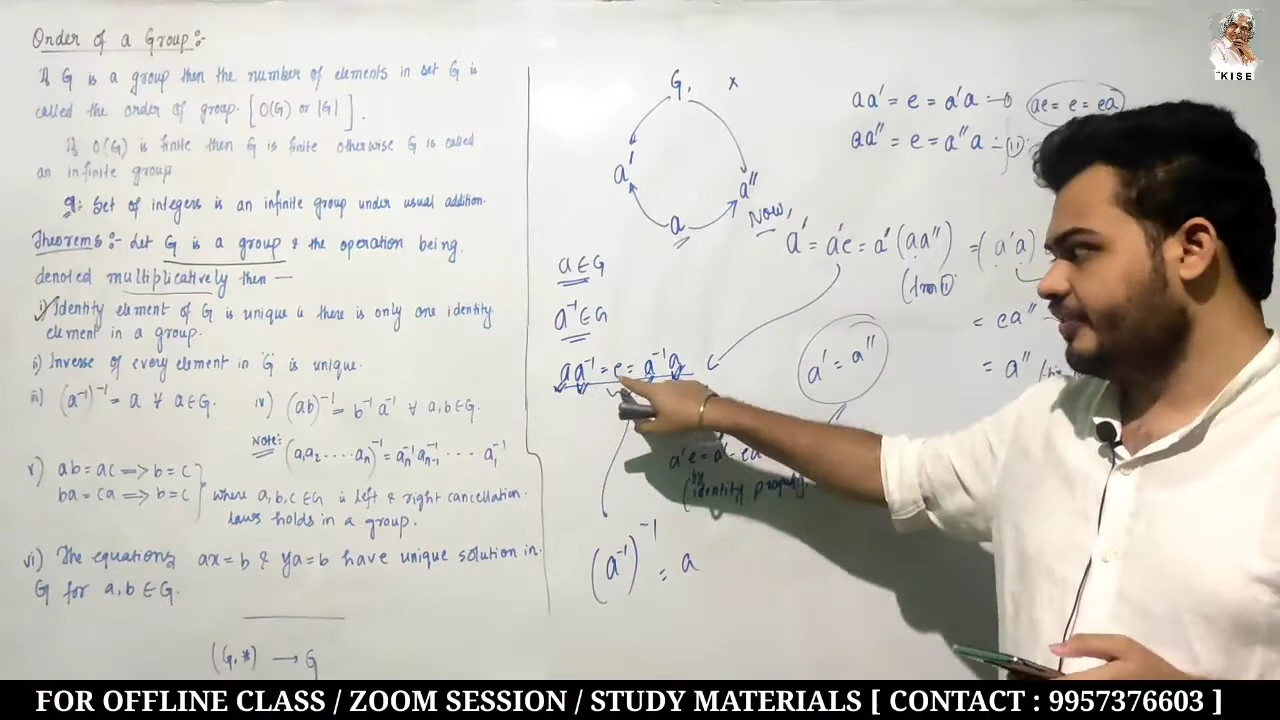 Order of a Group:-
If G is a group then the number of elements in set G is
called the order of group. [O(G) or |G|].
If O(G) is finite then G is finite otherwise G is called
an infinite group
eg: Set of integers is an infinite group under usual addition.
Theorems:- Let G is a group & the operation being
denoted multiplicatively then —
i) Identity element of G is unique is there is only one identity
element in a group.
ii) Inverse of every element in 'G' is unique.
iii) (a⁻¹)⁻¹ = a ∀ a∈G. iv) (ab)⁻¹ = b⁻¹ a⁻¹ ∀ a,b∈G.
Note: (a₁a₂ ..... aₙ)⁻¹ = aₙ⁻¹ aₙ₋₁⁻¹ ... a₁⁻¹
v) ab = ac ⟹ b = c
ba = ca ⟹ b = c } where a,b,c ∈ G is left & right cancellation
laws holds in a group.
vi) The equations ax = b & ya = b have unique solution in
G for a,b ∈ G.
(G,*) → G
G, *
a'
a''
a
a ∈ G
a⁻¹ ∈ G
aa⁻¹ = e = a⁻¹a
(a⁻¹)⁻¹ = a
aa' = e = a'a —①
ae = e = ea
aa'' = e = a''a —②
Now,
a' = a'e = a'(aa'') = (a'a)
(from
= ea''
= a''
a' = a''
a'e = a' = ea
(by
identity property.
KISE
FOR OFFLINE CLASS / ZOOM SESSION / STUDY MATERIALS [ CONTACT : 9957376603 ]